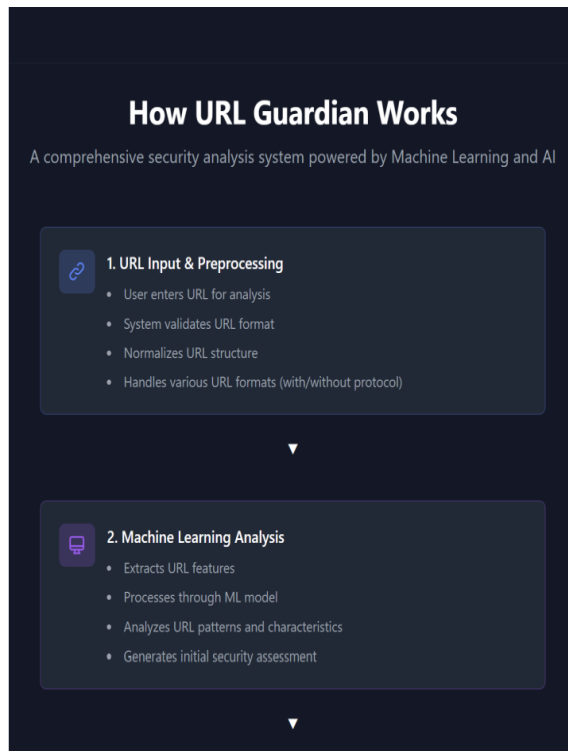 How URL Guardian Works
A comprehensive security analysis system powered by Machine Learning and AI
1. URL Input & Preprocessing
• User enters URL for analysis
• System validates URL format
• Normalizes URL structure
• Handles various URL formats (with/without protocol)
▼
2. Machine Learning Analysis
• Extracts URL features
• Processes through ML model
• Analyzes URL patterns and characteristics
• Generates initial security assessment
▼